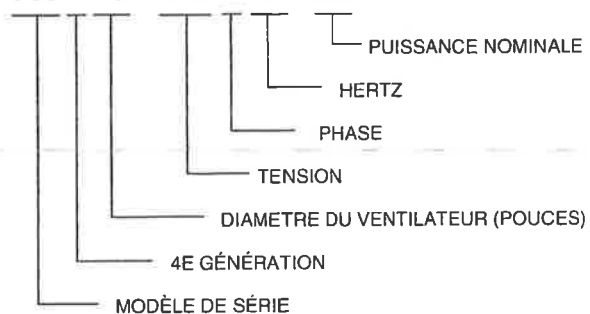 PUISSANCE NOMINALE
HERTZ
PHASE
TENSION
DIAMETRE DU VENTILATEUR (POUCES)
4E GÉNÉRATION
MODÈLE DE SÉRIE